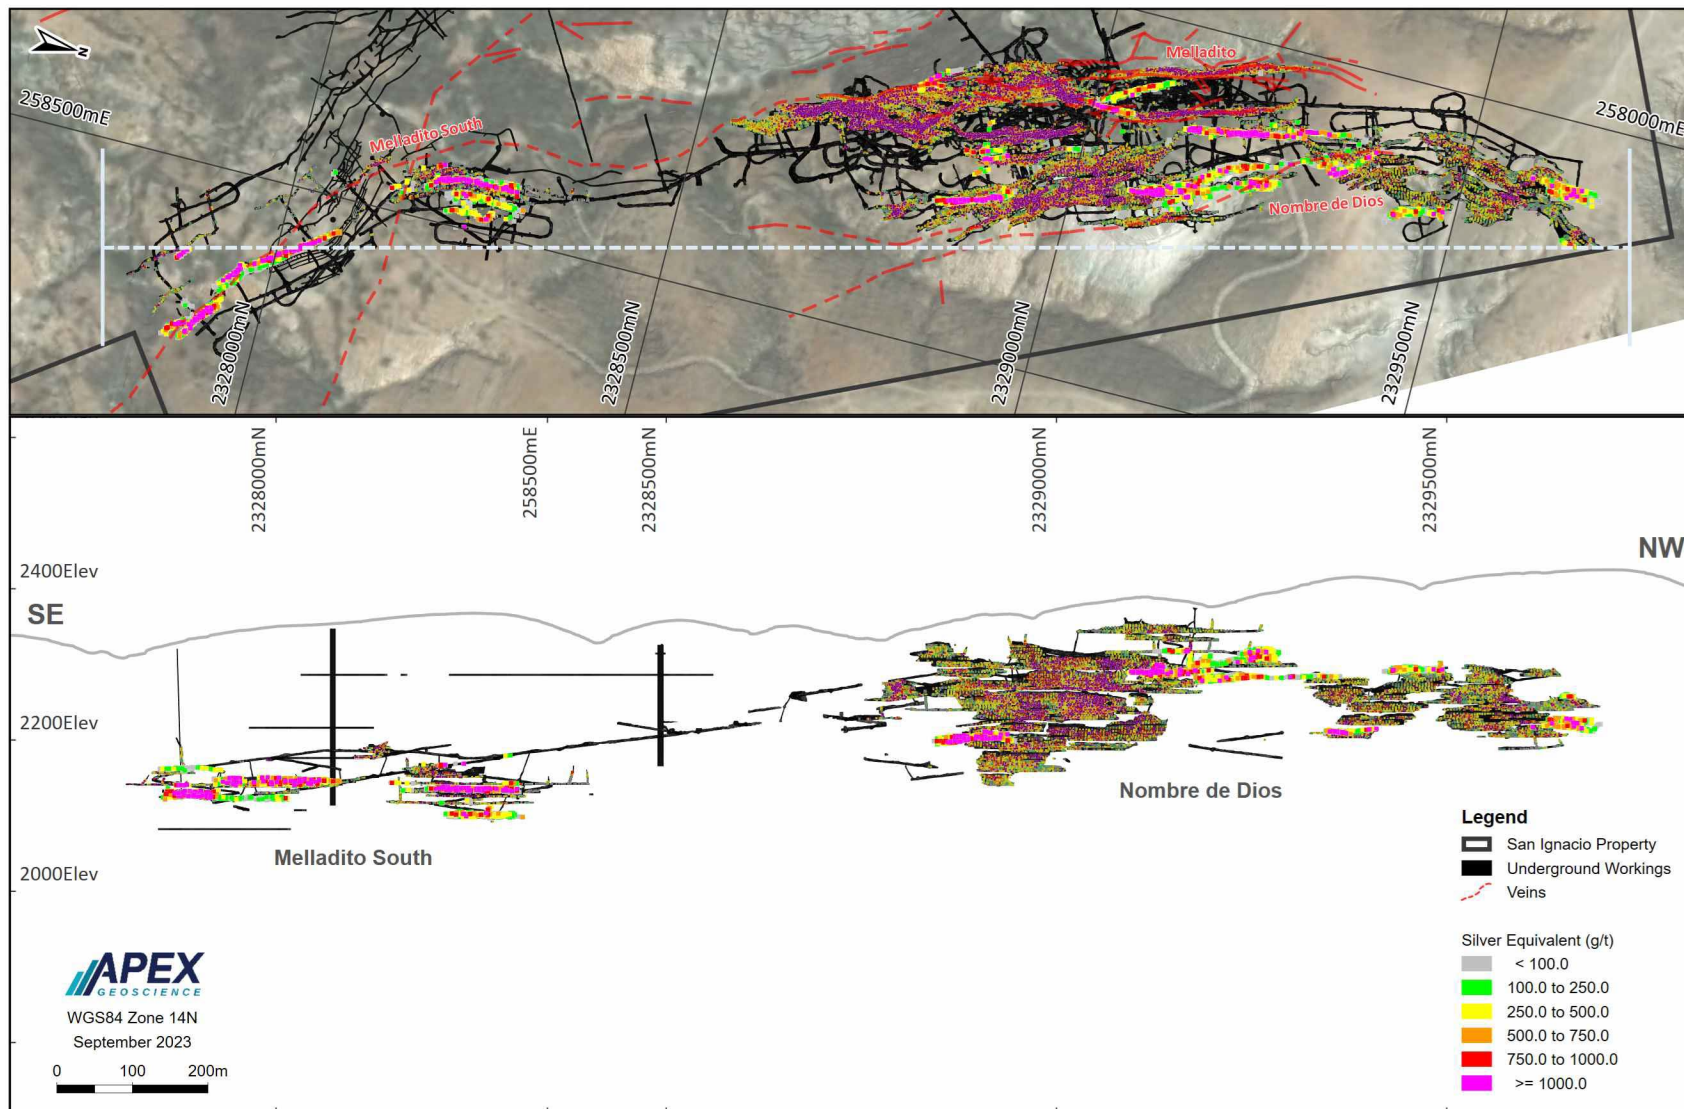 N
258500mE
Melladito South
Melladito
258000mE
Nombre de Dios
2328000mN
2328500mN
2329000mN
2329500mN
2328000mN
258500mE
2328500mN
2329000mN
2329500mN
NW
2400Elev
SE
2200Elev
Nombre de Dios
Melladito South
2000Elev
Legend
San Ignacio Property
Underground Workings
Veins
Silver Equivalent (g/t)
< 100.0
100.0 to 250.0
250.0 to 500.0
500.0 to 750.0
750.0 to 1000.0
>= 1000.0
APEX
GEOSCIENCE
WGS84 Zone 14N
September 2023
0 100 200m